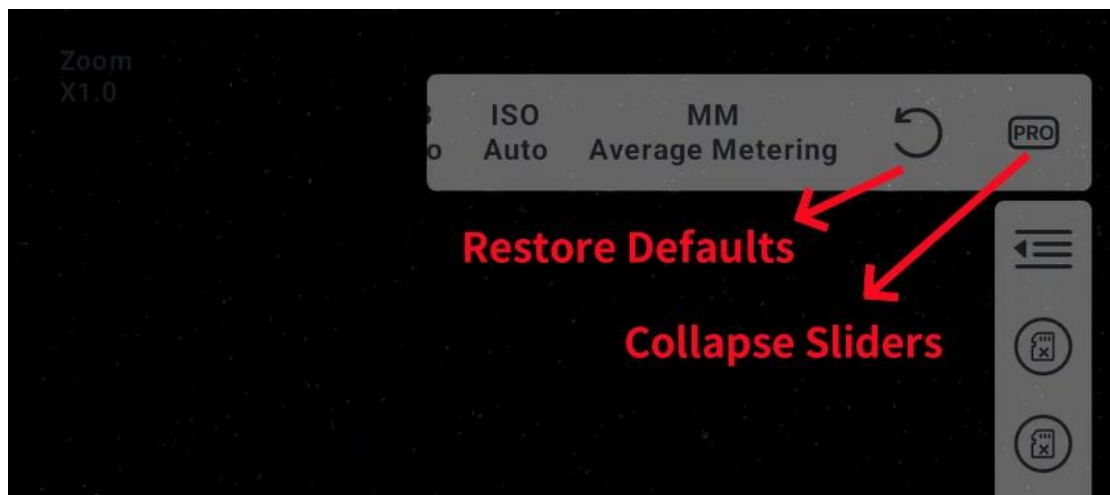 Zoom
X1.0
ISO
Auto
MM
Average Metering
PRO
Restore Defaults
Collapse Sliders